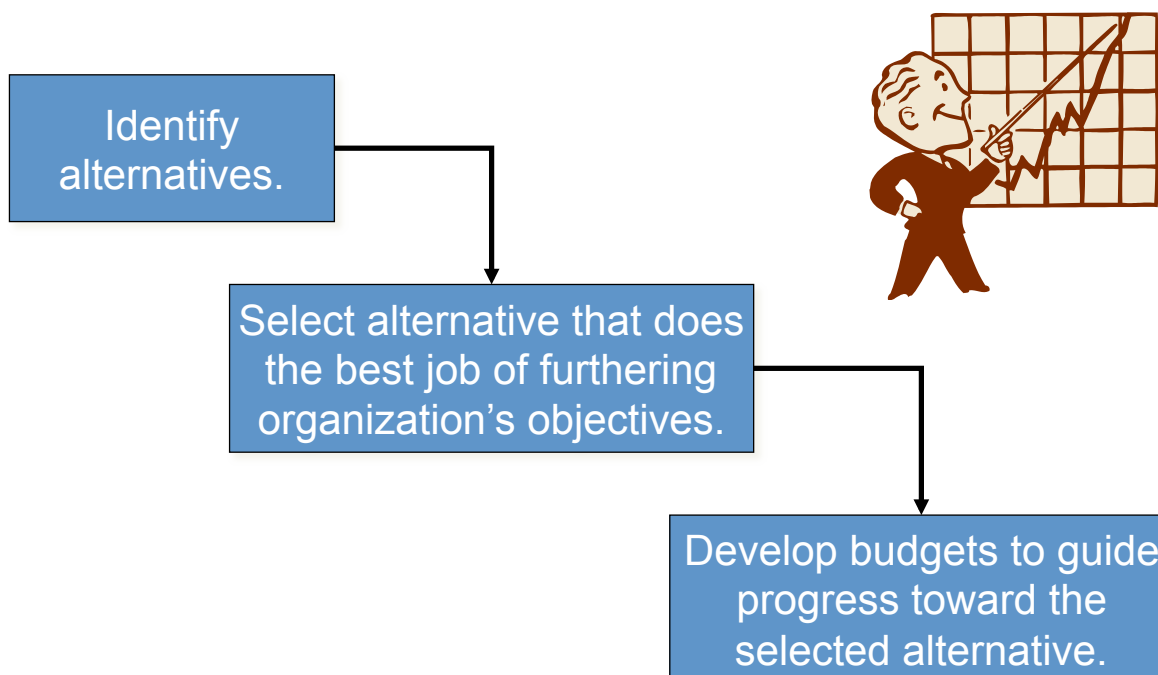 Identify
alternatives.
Select alternative that does
the best job of furthering
organization’s objectives.
Develop budgets to guide
progress toward the
selected alternative.